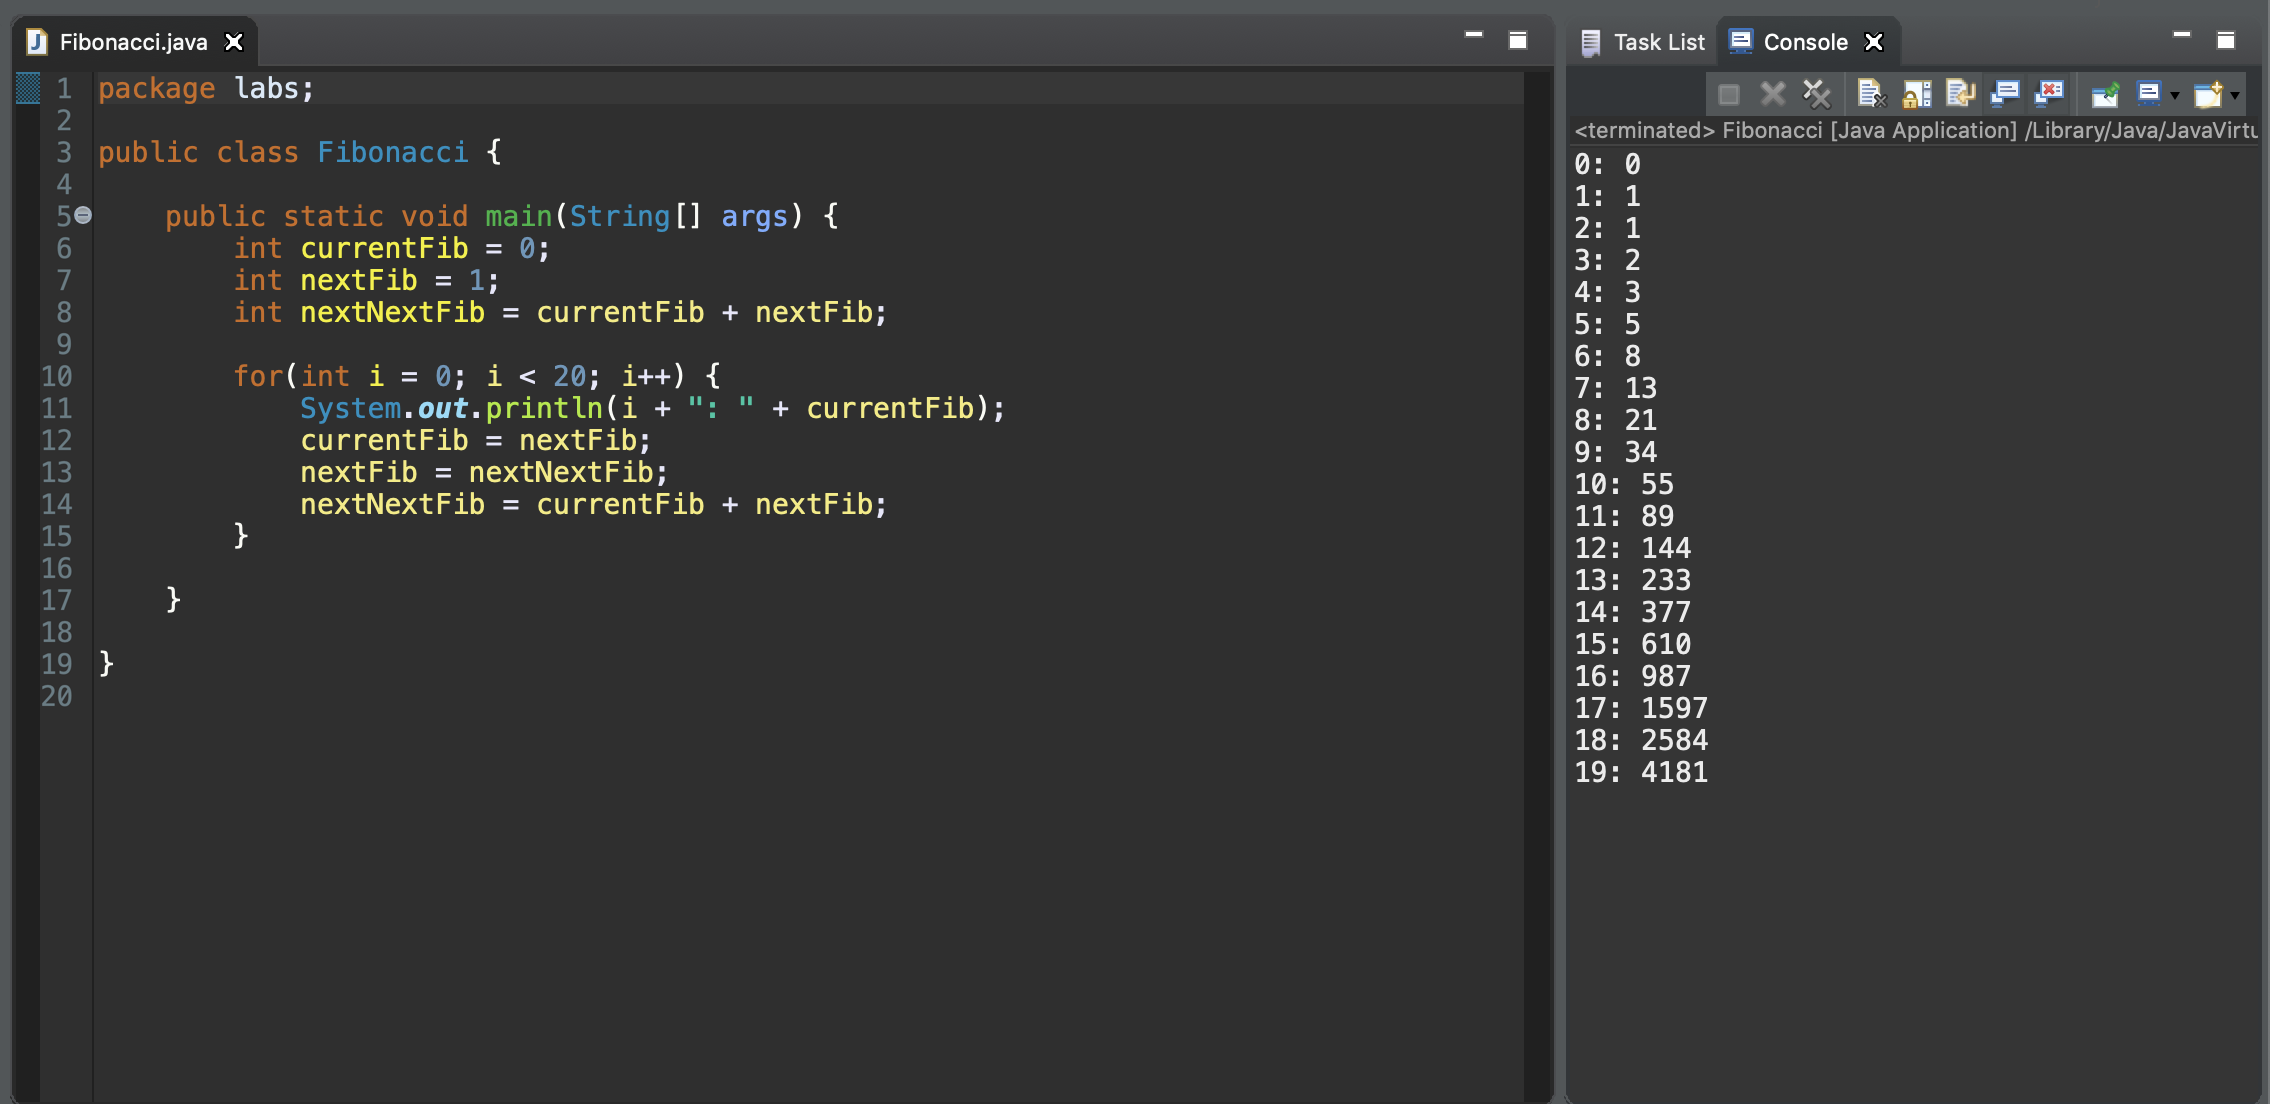 Fibonacci.java
1 package labs;
2
3 public class Fibonacci {
4
5     public static void main(String[] args) {
6         int currentFib = 0;
7         int nextFib = 1;
8         int nextNextFib = currentFib + nextFib;
9
10         for(int i = 0; i < 20; i++) {
11             System.out.println(i + ": " + currentFib);
12             currentFib = nextFib;
13             nextFib = nextNextFib;
14             nextNextFib = currentFib + nextFib;
15         }
16
17     }
18
19 }
20
Task List Console
<terminated> Fibonacci [Java Application] /Library/Java/JavaVirtu
0: 0
1: 1
2: 1
3: 2
4: 3
5: 5
6: 8
7: 13
8: 21
9: 34
10: 55
11: 89
12: 144
13: 233
14: 377
15: 610
16: 987
17: 1597
18: 2584
19: 4181